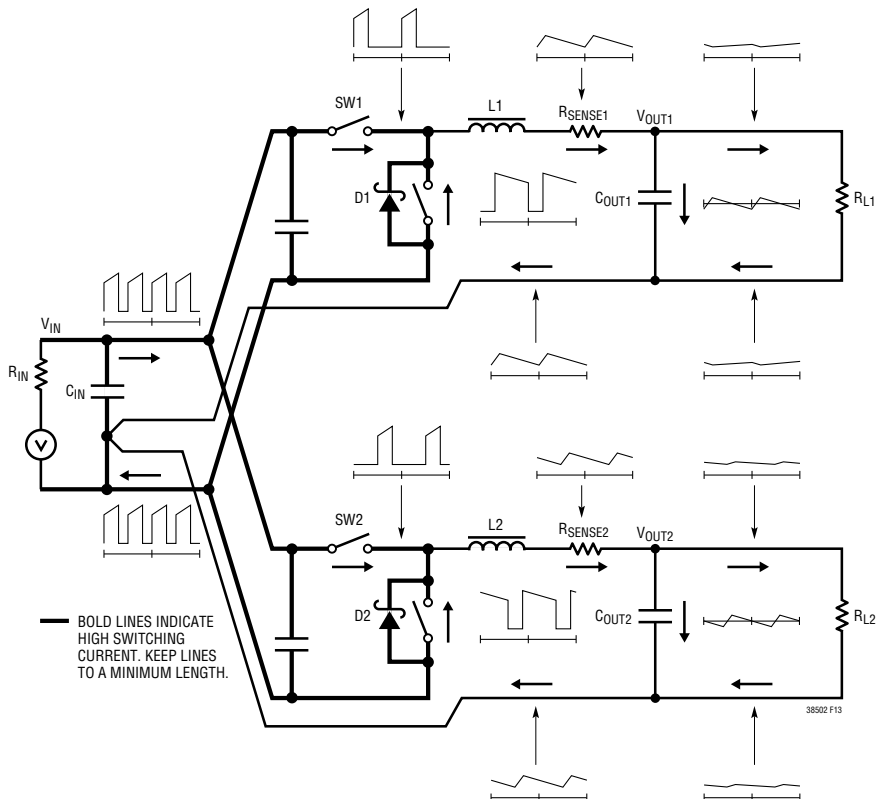 SW1
L1
RSENSE1
VOUT1
D1
COUT1
RL1
VIN
RIN
CIN
V
SW2
L2
RSENSE2
VOUT2
D2
COUT2
RL2
BOLD LINES INDICATE
HIGH SWITCHING
CURRENT. KEEP LINES
TO A MINIMUM LENGTH.
38502 F13